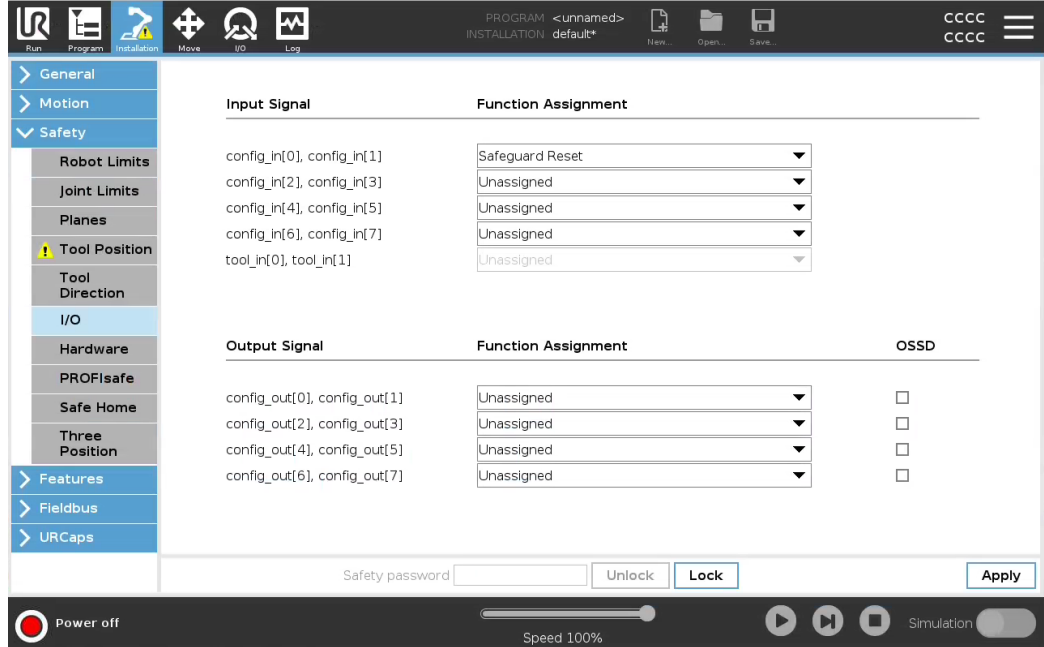 PROGRAM <unnamed>
INSTALLATION default*
CCCC
CCCC
Run Program Installation Move I/O Log New... Open... Save...
General
Motion
Safety
Robot Limits
Joint Limits
Planes
Tool Position
Tool
Direction
I/O
Hardware
PROFIsafe
Safe Home
Three
Position
Features
Fieldbus
URCaps
Input Signal Function Assignment
config_in[0], config_in[1] Safeguard Reset
config_in[2], config_in[3] Unassigned
config_in[4], config_in[5] Unassigned
config_in[6], config_in[7] Unassigned
tool_in[0], tool_in[1] Unassigned
Output Signal Function Assignment OSSD
config_out[0], config_out[1] Unassigned
config_out[2], config_out[3] Unassigned
config_out[4], config_out[5] Unassigned
config_out[6], config_out[7] Unassigned
Safety password Unlock Lock Apply
Power off Simulation
Speed 100%